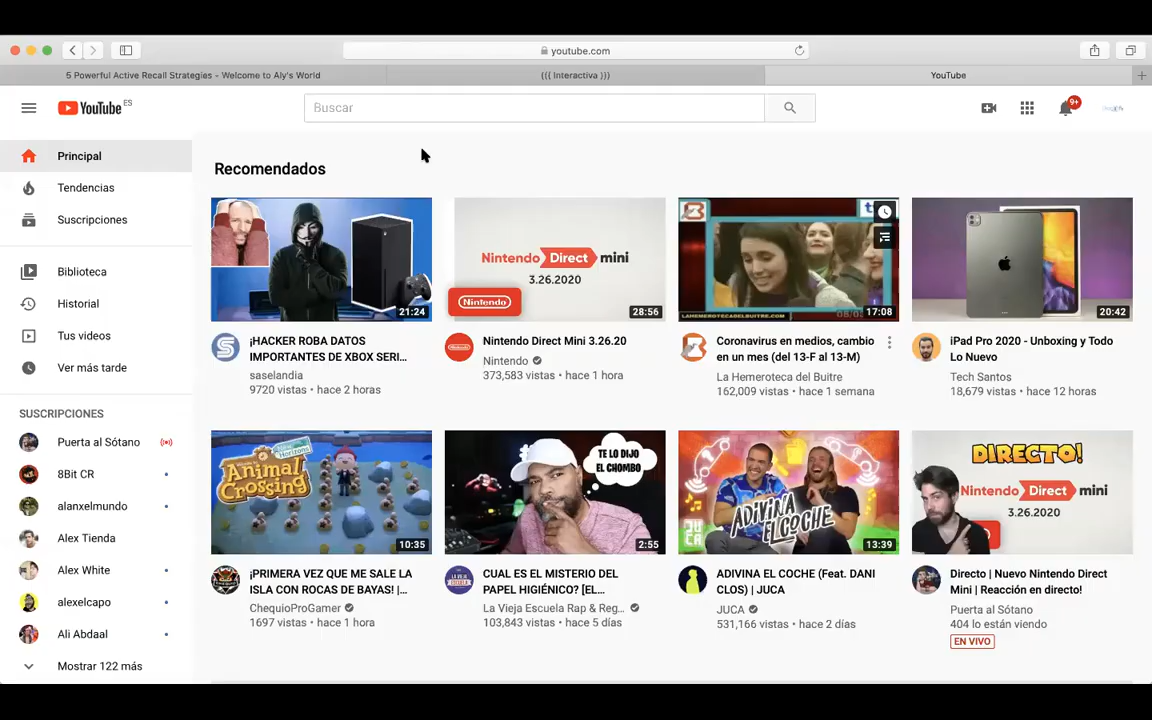 youtube.com
5 Powerful Active Recall Strategies - Welcome to Aly's World
((( Interactiva )))
YouTube
YouTube ES
Buscar
9+
Principal
Tendencias
Suscripciones
Biblioteca
Historial
Tus videos
Ver más tarde
SUSCRIPCIONES
Puerta al Sótano
8Bit CR
alanxelmundo
Alex Tienda
Alex White
alexelcapo
Ali Abdaal
Mostrar 122 más
Recomendados
21:24
¡HACKER ROBA DATOS
IMPORTANTES DE XBOX SERI...
saselandia
9720 vistas • hace 2 horas
Nintendo Direct mini
3.26.2020
Nintendo
28:56
Nintendo Direct Mini 3.26.20
Nintendo
373,583 vistas • hace 1 hora
LAHEMEROTECADELBUITRE.COM
17:08
Coronavirus en medios, cambio
en un mes (del 13-F al 13-M)
La Hemeroteca del Buitre
162,009 vistas • hace 1 semana
20:42
iPad Pro 2020 - Unboxing y Todo
Lo Nuevo
Tech Santos
18,679 vistas • hace 12 horas
Animal
Crossing
New Horizons
10:35
¡PRIMERA VEZ QUE ME SALE LA
ISLA CON ROCAS DE BAYAS! |...
ChequioProGamer
1697 vistas • hace 1 hora
TE LO DIJO
EL CHOMBO
2:55
CUAL ES EL MISTERIO DEL
PAPEL HIGIÉNICO? [EL...
La Vieja Escuela Rap & Reg...
103,843 vistas • hace 5 días
ADIVINA
EL COCHE
JUCA
13:39
ADIVINA EL COCHE (Feat. DANI
CLOS) | JUCA
JUCA
531,166 vistas • hace 2 días
DIRECTO!
Nintendo Direct mini
3.26.2020
Directo | Nuevo Nintendo Direct
Mini | Reacción en directo!
Puerta al Sótano
404 lo están viendo
EN VIVO